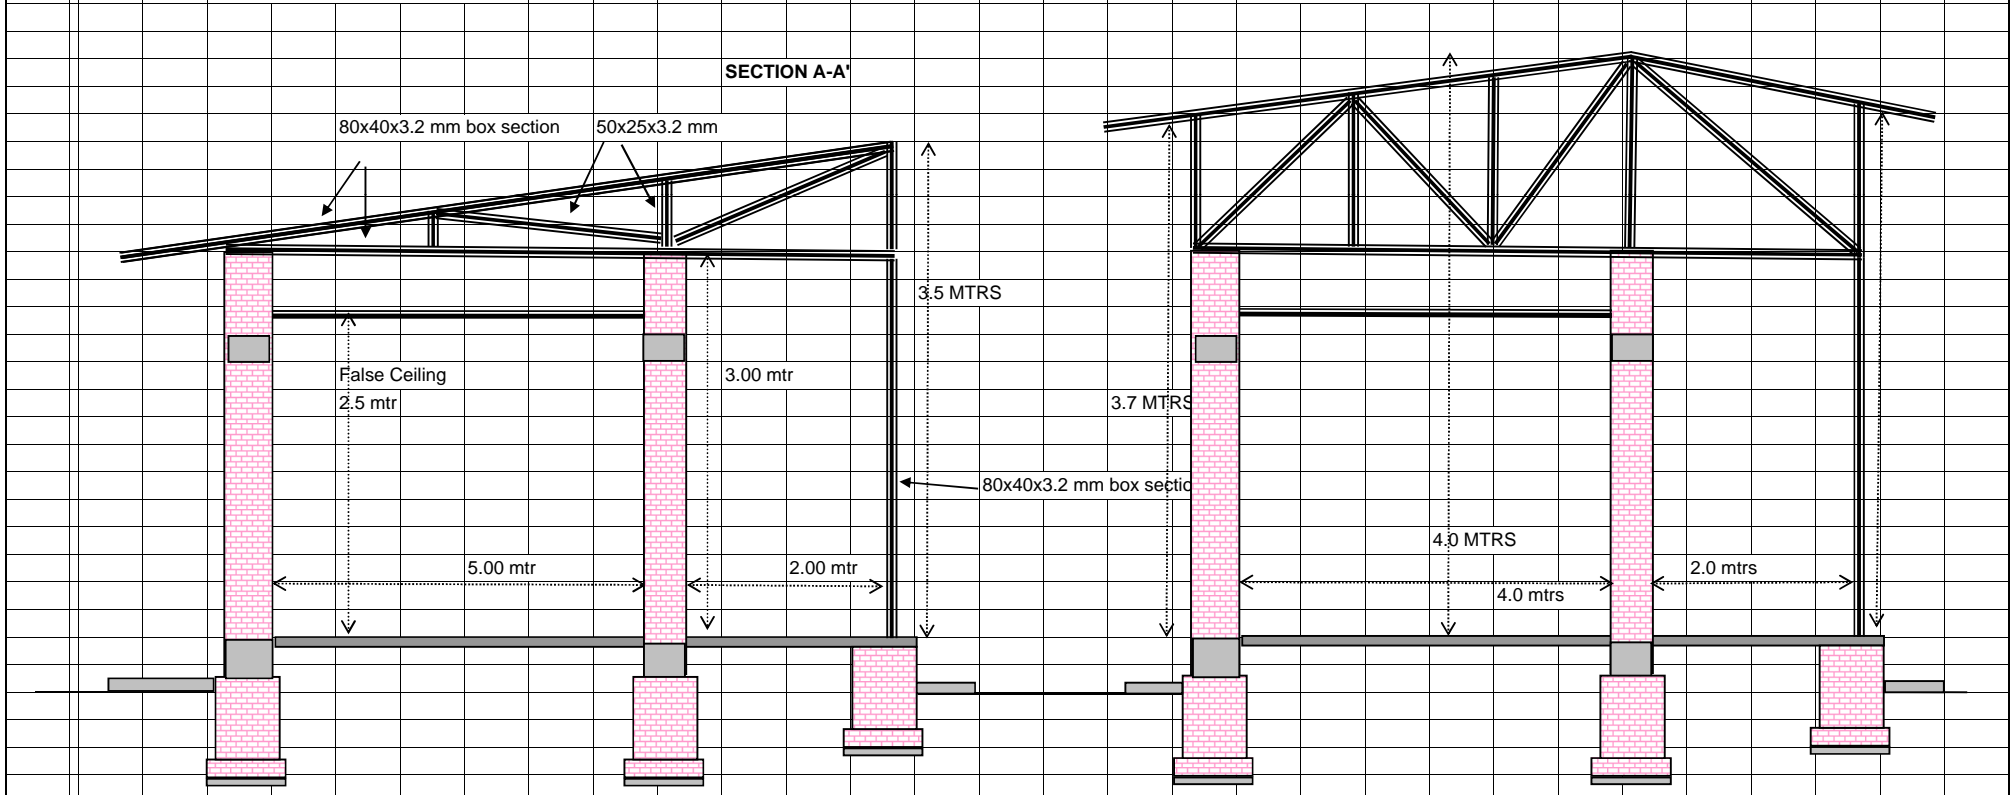 SECTION A-A'
80x40x3.2 mm box section
50x25x3.2 mm
3.5 MTRS
False Ceiling
2.5 mtr
3.00 mtr
3.7 MTRS
80x40x3.2 mm box sectio
4.0 MTRS
5.00 mtr
2.00 mtr
2.0 mtrs
4.0 mtrs